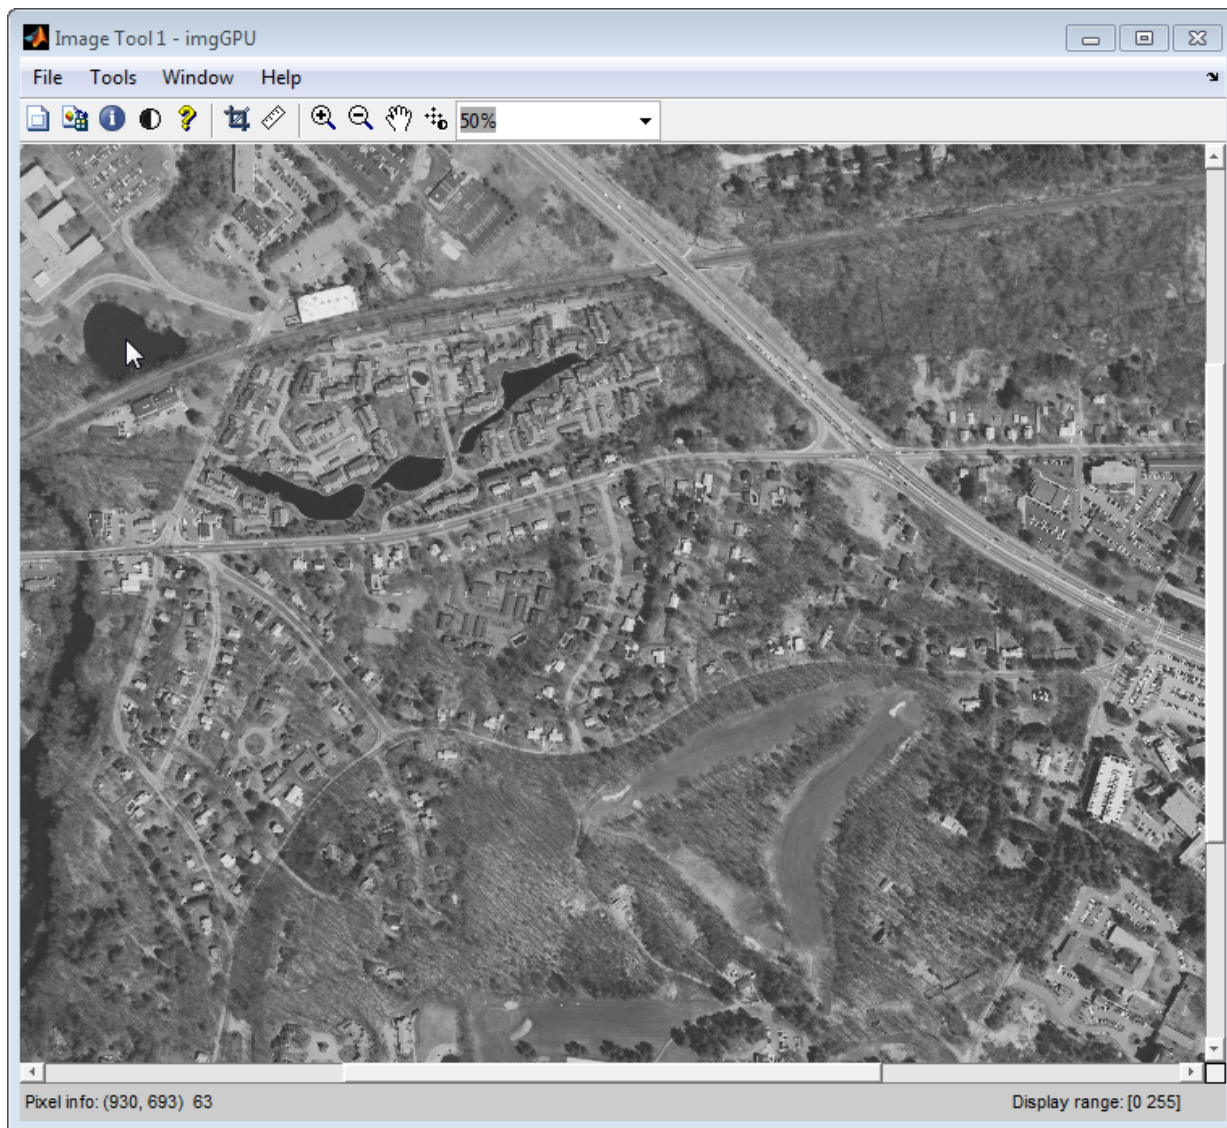 Image Tool 1 - imgGPU
File Tools Window Help
50%
Pixel info: (930, 693) 63 Display range: [0 255]